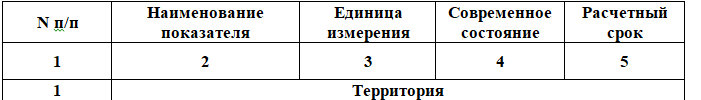 N п/п Наименование показателя Единица измерения Современное состояние Расчетный срок
1 2 3 4 5
1 Территория